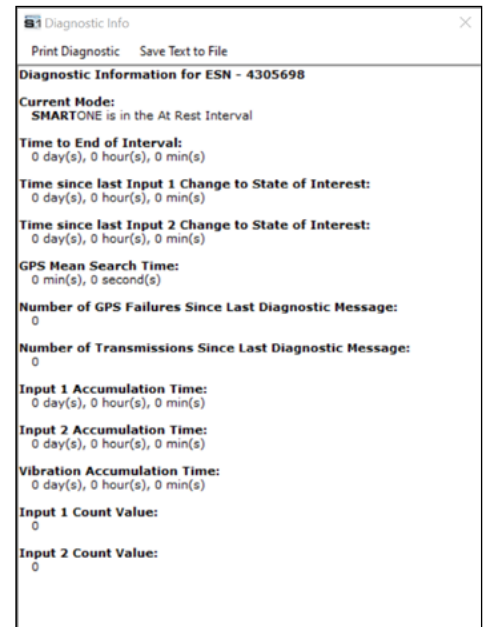 S1 Diagnostic Info
Print Diagnostic Save Text to File
Diagnostic Information for ESN - 4305698
Current Mode:
SMARTONE is in the At Rest Interval
Time to End of Interval:
0 day(s), 0 hour(s), 0 min(s)
Time since last Input 1 Change to State of Interest:
0 day(s), 0 hour(s), 0 min(s)
Time since last Input 2 Change to State of Interest:
0 day(s), 0 hour(s), 0 min(s)
GPS Mean Search Time:
0 min(s), 0 second(s)
Number of GPS Failures Since Last Diagnostic Message:
0
Number of Transmissions Since Last Diagnostic Message:
0
Input 1 Accumulation Time:
0 day(s), 0 hour(s), 0 min(s)
Input 2 Accumulation Time:
0 day(s), 0 hour(s), 0 min(s)
Vibration Accumulation Time:
0 day(s), 0 hour(s), 0 min(s)
Input 1 Count Value:
0
Input 2 Count Value:
0